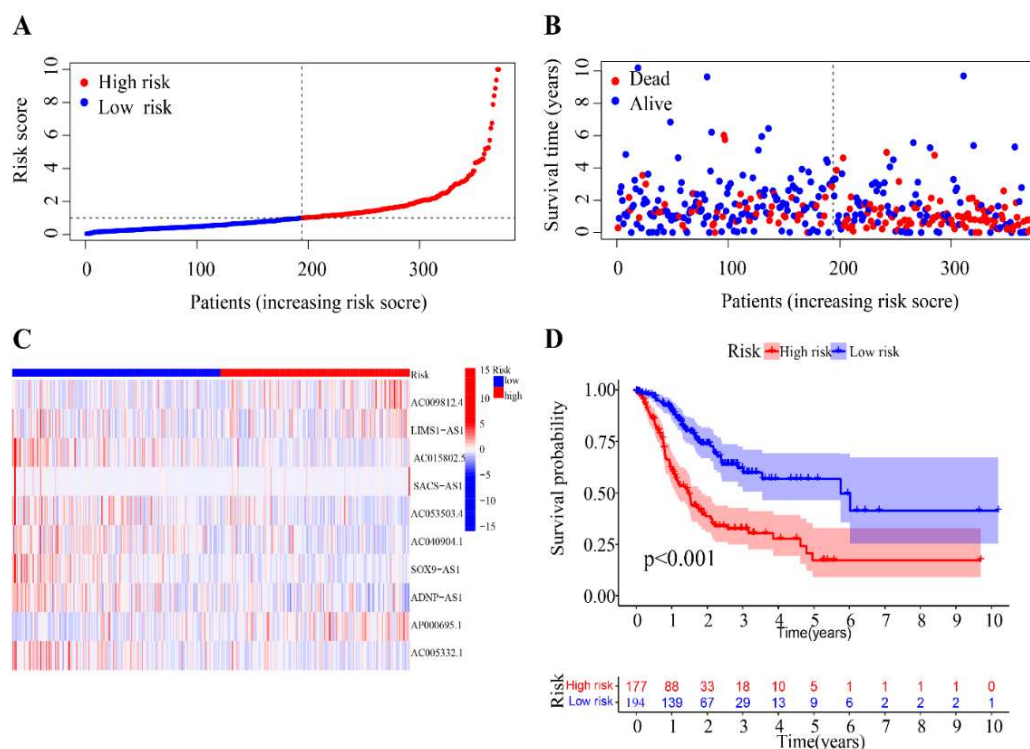 A
Risk score
10
8
6
4
2
0
High risk
Low risk
0 100 200 300
Patients (increasing risk socre)
B
Survival time (years)
10
8
6
4
2
0
Dead
Alive
0 100 200 300
Patients (increasing risk socre)
C
Risk
AC009812.4
LIMS1-AS1
AC015802.5
SACS-AS1
AC053503.4
AC040904.1
SOX9-AS1
ADNP-AS1
AP000695.1
AC005332.1
15
10
5
0
-5
-10
-15
Risk
low
high
D
Risk High risk Low risk
Survival probability
1.00
0.75
0.50
0.25
0.00
p<0.001
0 1 2 3 4 5 6 7 8 9 10
Time(years)
Risk
High risk 177 88 33 18 10 5 1 1 1 1 0
Low risk 194 139 67 29 13 9 6 2 2 2 1
0 1 2 3 4 5 6 7 8 9 10
Time(years)